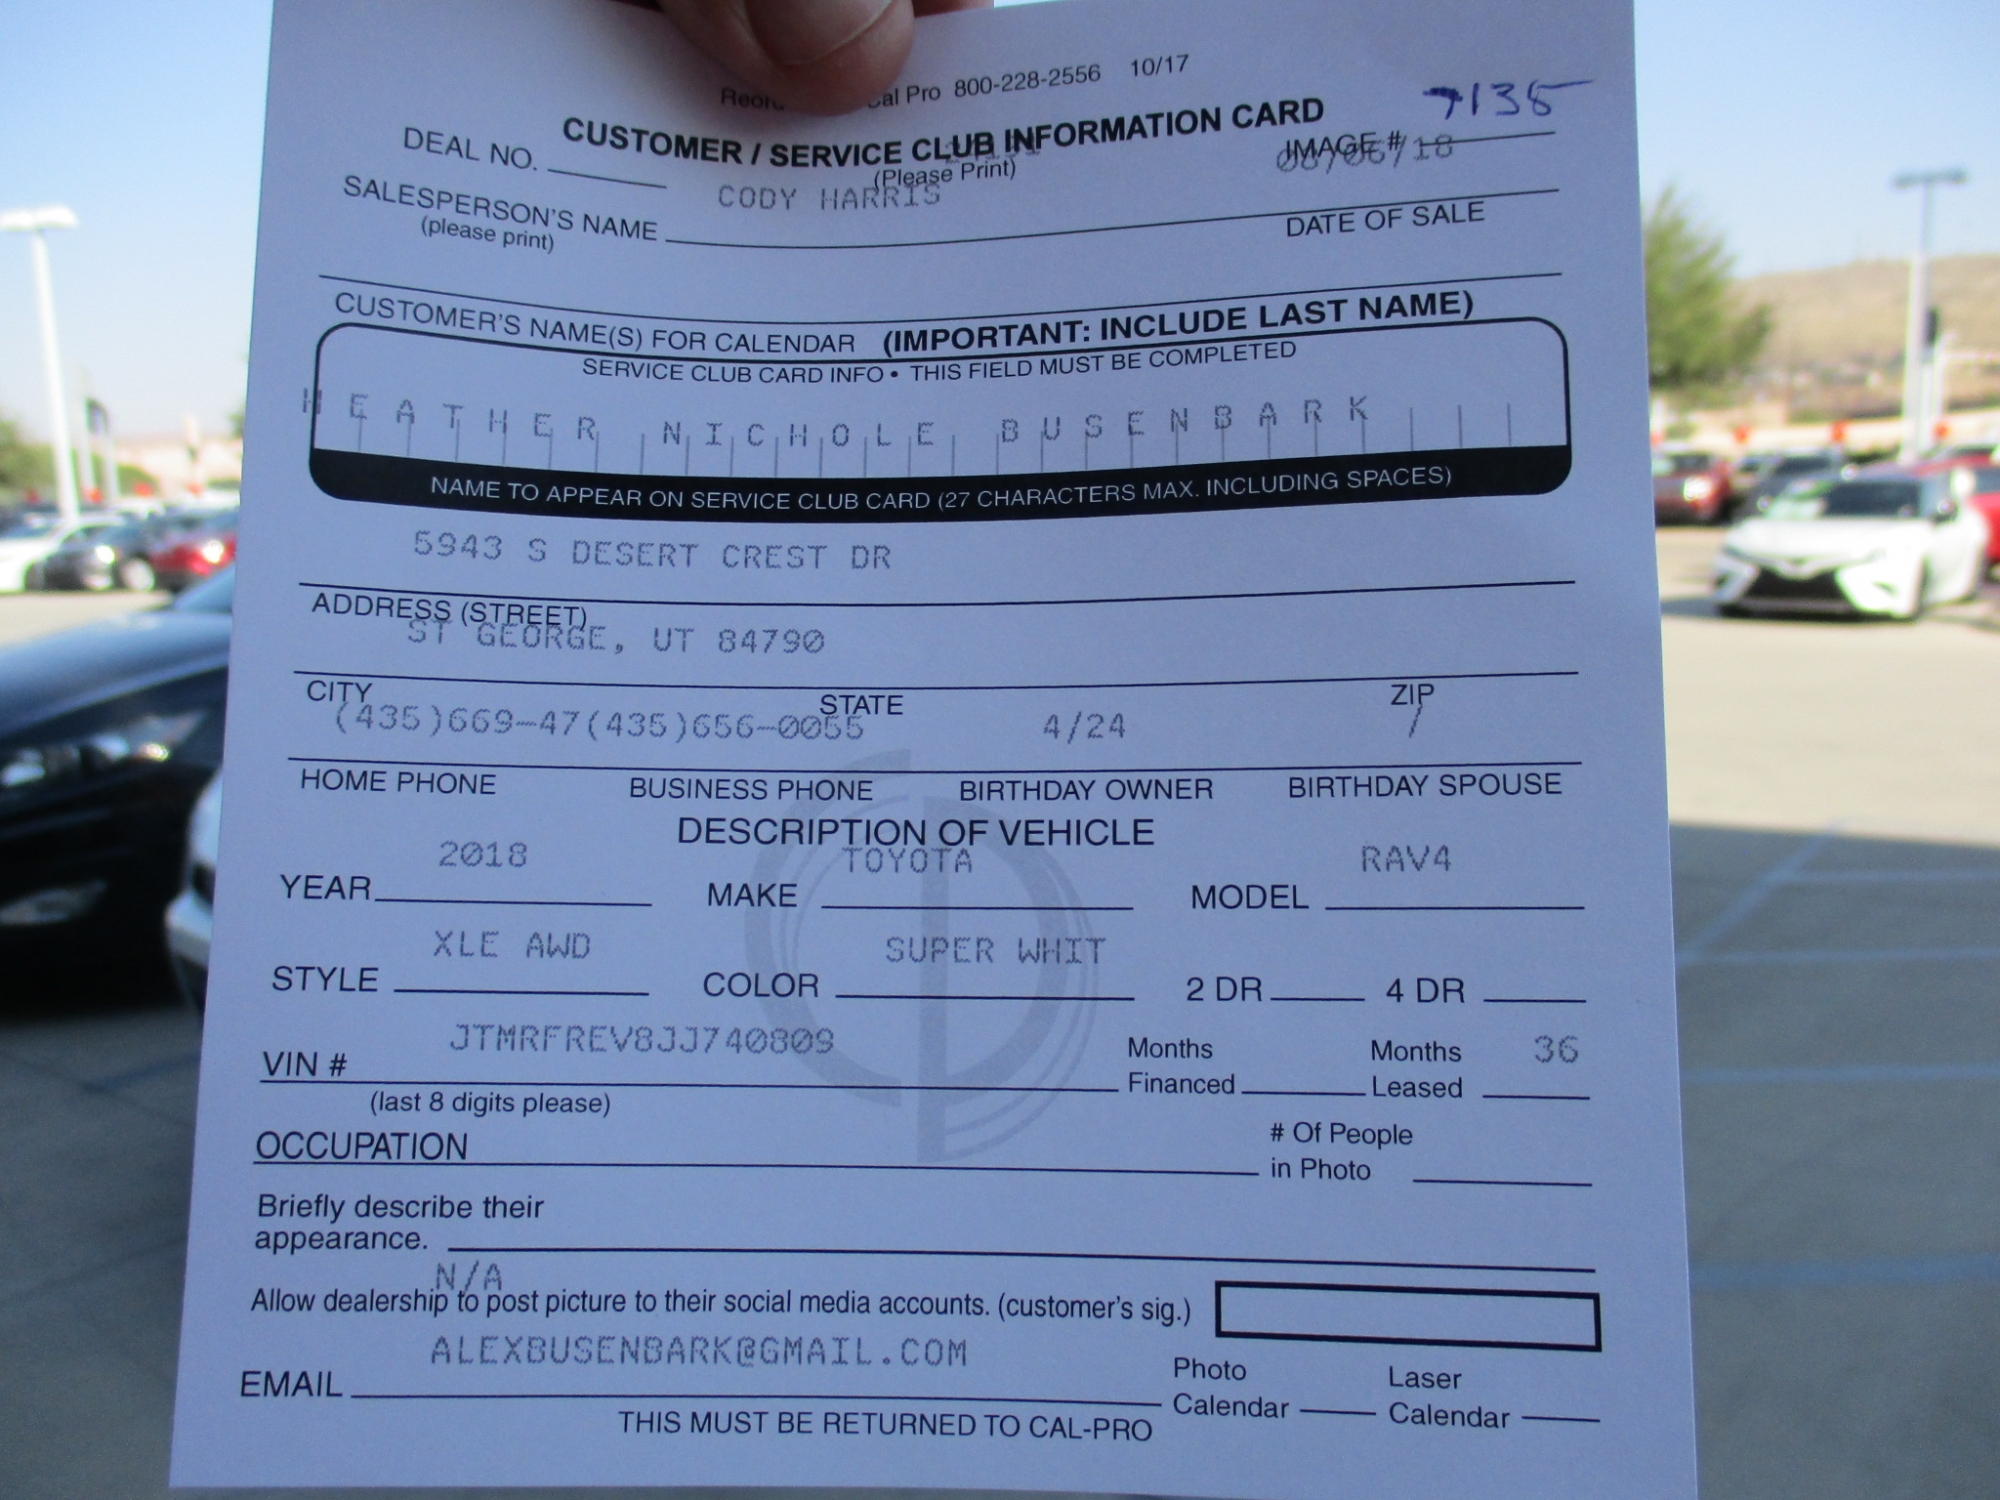 Cal Pro 800-228-2556 10/17
7135
CUSTOMER / SERVICE CLUB INFORMATION CARD
(Please Print)
DEAL NO.
IMAGE #
CODY HARRIS
SALESPERSON'S NAME
(please print)
DATE OF SALE
CUSTOMER'S NAME(S) FOR CALENDAR (IMPORTANT: INCLUDE LAST NAME)
SERVICE CLUB CARD INFO • THIS FIELD MUST BE COMPLETED
HEATHER NICHOLE BUSENBARK
NAME TO APPEAR ON SERVICE CLUB CARD (27 CHARACTERS MAX. INCLUDING SPACES)
5943 S DESERT CREST DR
ADDRESS (STREET)
ST GEORGE, UT 84790
CITY STATE ZIP
(435)669-47(435)656-0055 4/24 /
HOME PHONE BUSINESS PHONE BIRTHDAY OWNER BIRTHDAY SPOUSE
DESCRIPTION OF VEHICLE
2018 TOYOTA RAV4
YEAR MAKE MODEL
XLE AWD SUPER WHIT
STYLE COLOR 2 DR 4 DR
JTMRFREV8JJ740809
VIN #
(last 8 digits please)
Months Financed
Months Leased 36
OCCUPATION
# Of People
in Photo
Briefly describe their
appearance.
N/A
Allow dealership to post picture to their social media accounts. (customer's sig.)
ALEXBUSENBARK@GMAIL.COM
EMAIL
Photo Calendar
Laser Calendar
THIS MUST BE RETURNED TO CAL-PRO